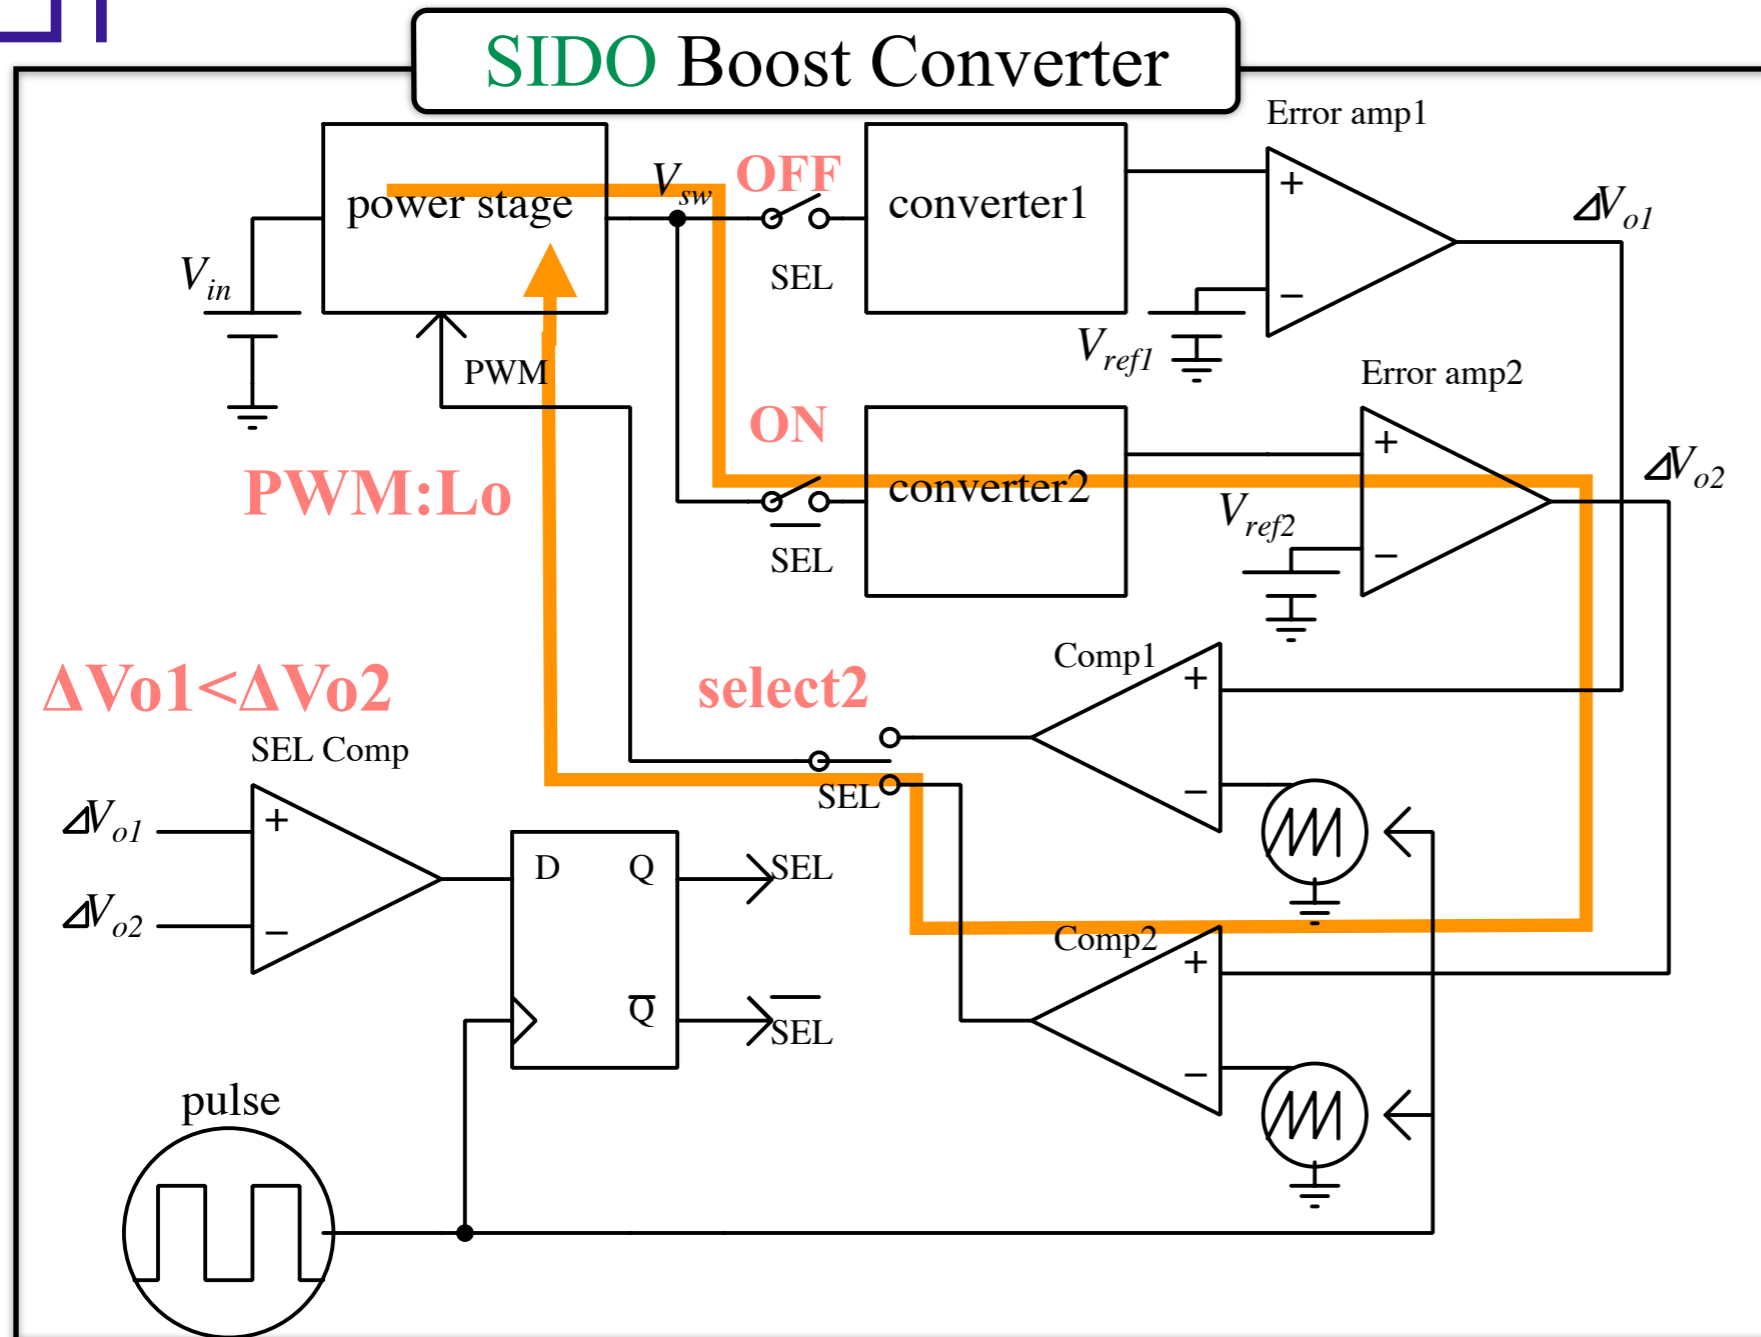 SIDO Boost Converter
Error amp1
power stage
Vsw
OFF
converter1
+
ΔVo1
Vin
SEL
−
Vref1
PWM
Error amp2
ON
+
PWM:Lo
converter2
ΔVo2
Vref2
SEL
−
ΔVo1<ΔVo2
select2
Comp1
+
SEL Comp
SEL
−
ΔVo1
+
D Q
SEL
ΔVo2
−
Comp2
+
Q̅
SEL
−
pulse